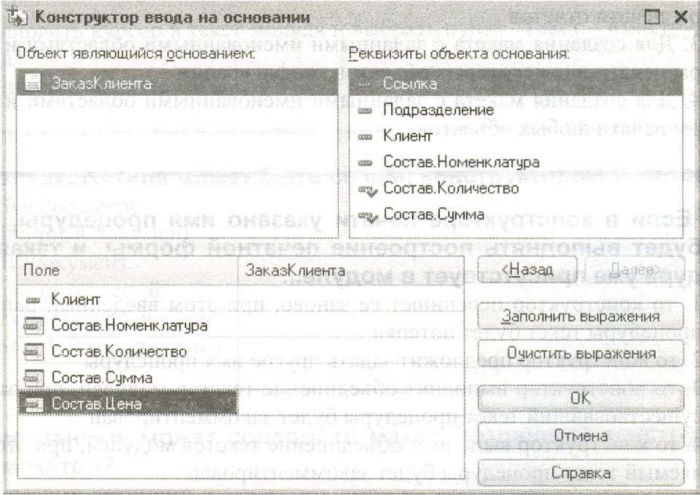 Конструктор ввода на основании
Объект являющийся основанием:
Реквизиты объекта основания:
ЗаказКлиента
Ссылка
Подразделение
Клиент
Состав.Номенклатура
Состав.Количество
Состав.Сумма
Поле ЗаказКлиента
Клиент
Состав.Номенклатура
Состав.Количество
Состав.Сумма
Состав.Цена
<Назад Далее>
Заполнить выражения
Очистить выражения
OK
Отмена
Справка